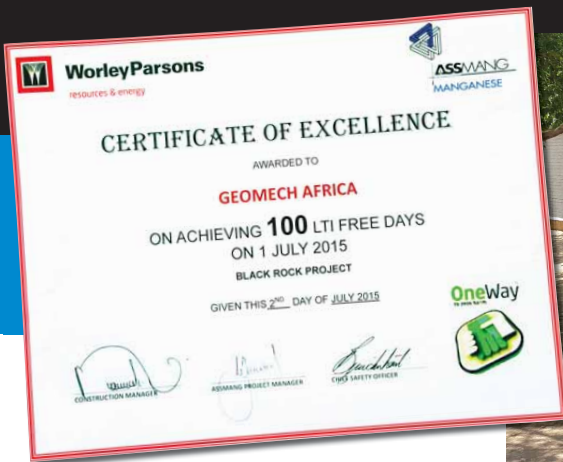 WorleyParsons
resources & energy
ASSMANG
MANGANESE
CERTIFICATE OF EXCELLENCE
AWARDED TO
GEOMECH AFRICA
ON ACHIEVING 100 LTI FREE DAYS
ON 1 JULY 2015
BLACK ROCK PROJECT
GIVEN THIS 2ND DAY OF JULY 2015
OneWay
CONSTRUCTION MANAGER
ASSMANG PROJECT MANAGER
CHIEF SAFETY OFFICER